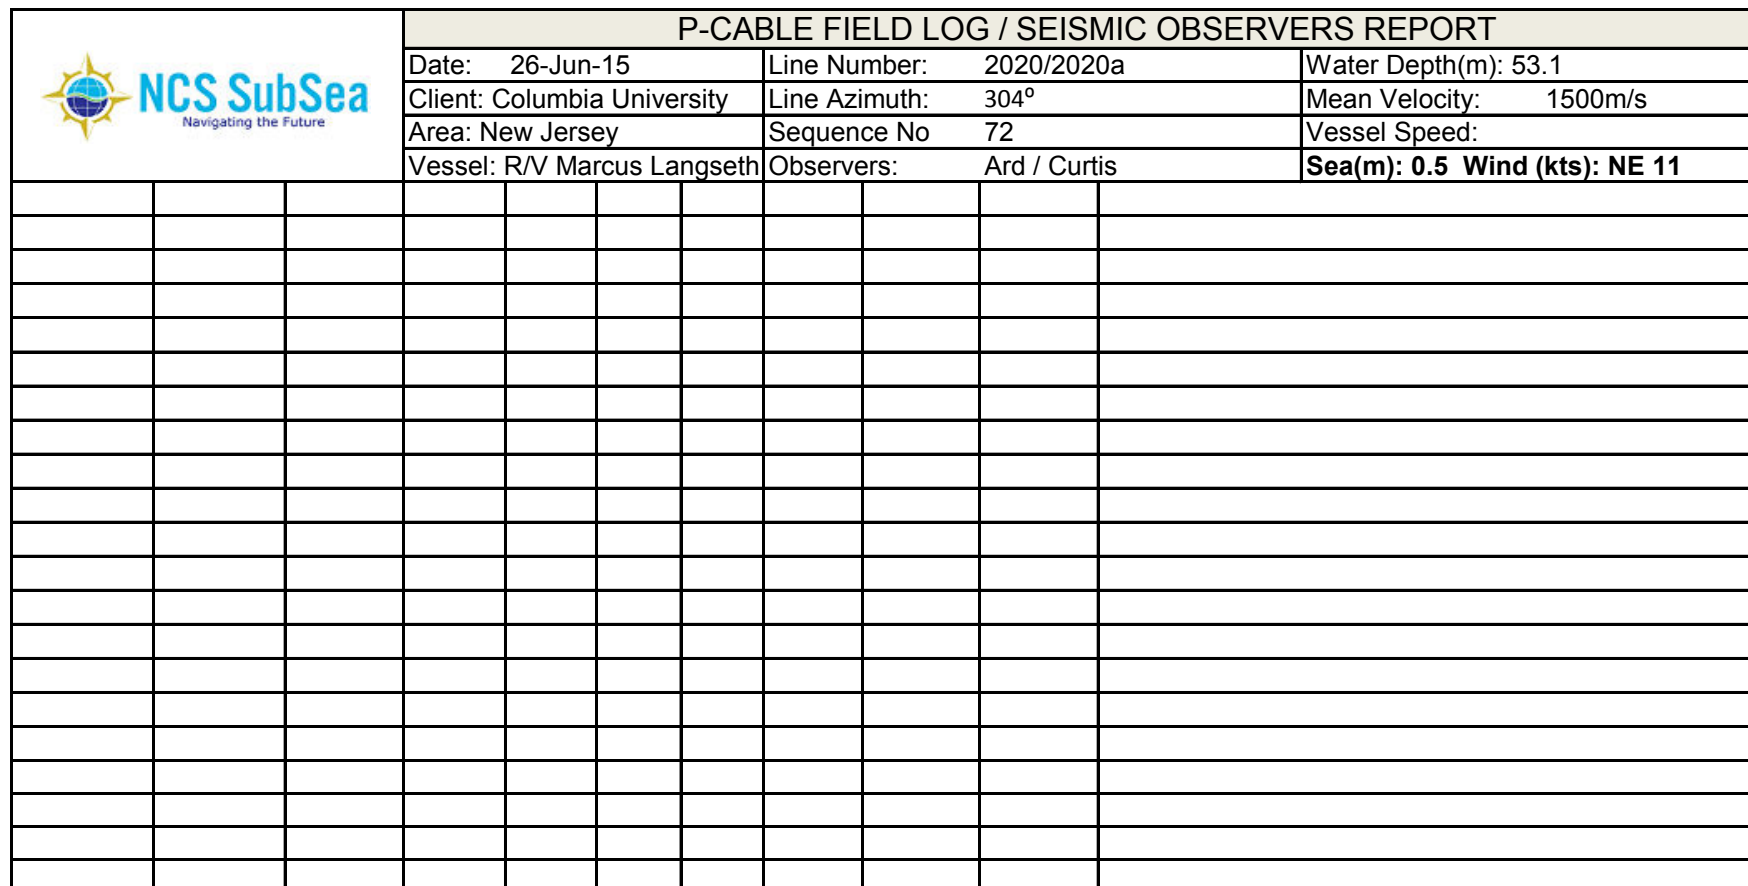 P-CABLE FIELD LOG / SEISMIC OBSERVERS REPORT
NCS SubSea
Navigating the Future
Date: 26-Jun-15 Line Number: 2020/2020a Water Depth(m): 53.1
Client: Columbia University Line Azimuth: 304⁰ Mean Velocity: 1500m/s
Area: New Jersey Sequence No 72 Vessel Speed:
Vessel: R/V Marcus Langseth Observers: Ard / Curtis Sea(m): 0.5 Wind (kts): NE 11